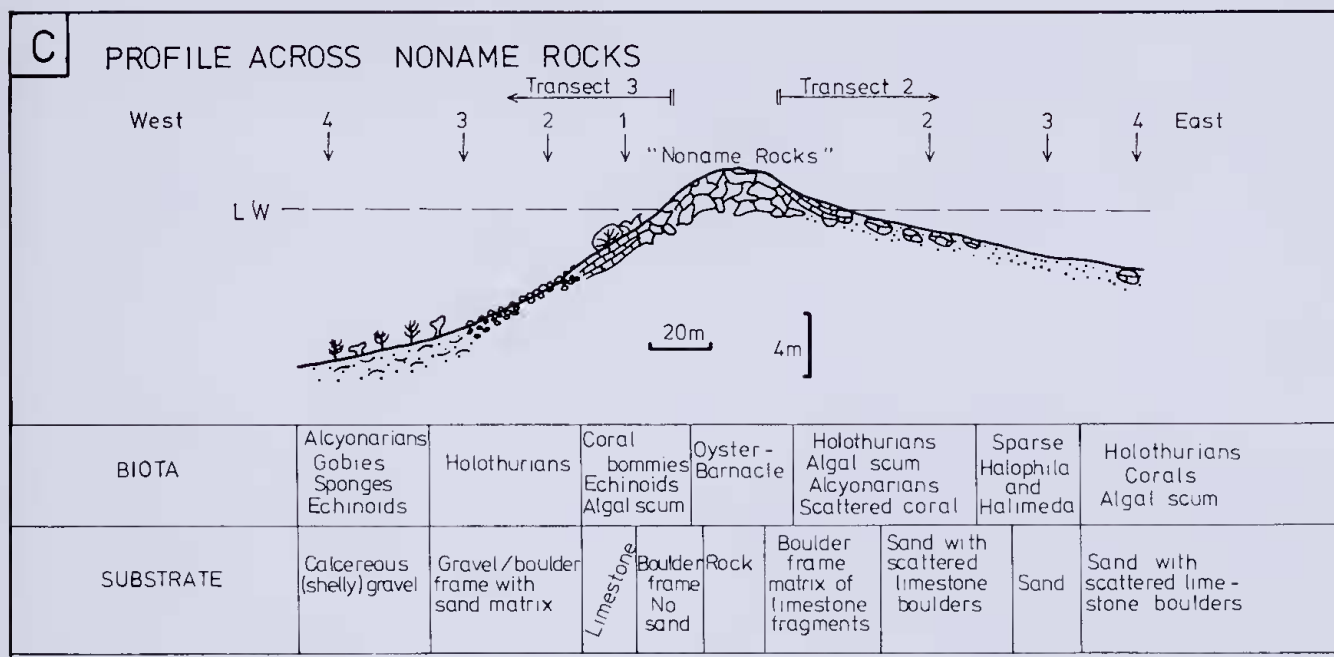 C
PROFILE ACROSS NONAME ROCKS
Transect 3
Transect 2
West
4
3
2
1
2
3
4
East
"Noname Rocks"
LW
20m
4m
BIOTA
Alcyonarians
Gobies
Sponges
Echinoids
Holothurians
Coral
bommies
Echinoids
Algal scum
Oyster-
Barnacle
Holothurians
Algal scum
Alcyonarians
Scattered coral
Sparse
Halophila
and
Halimeda
Holothurians
Corals
Algal scum
SUBSTRATE
Calcereous
(shelly) gravel
Gravel/boulder
frame with
sand matrix
Limestone
Boulder
frame
No
sand
Rock
Boulder
frame
matrix of
limestone
fragments
Sand with
scattered
limestone
boulders
Sand
Sand with
scattered lime-
stone boulders